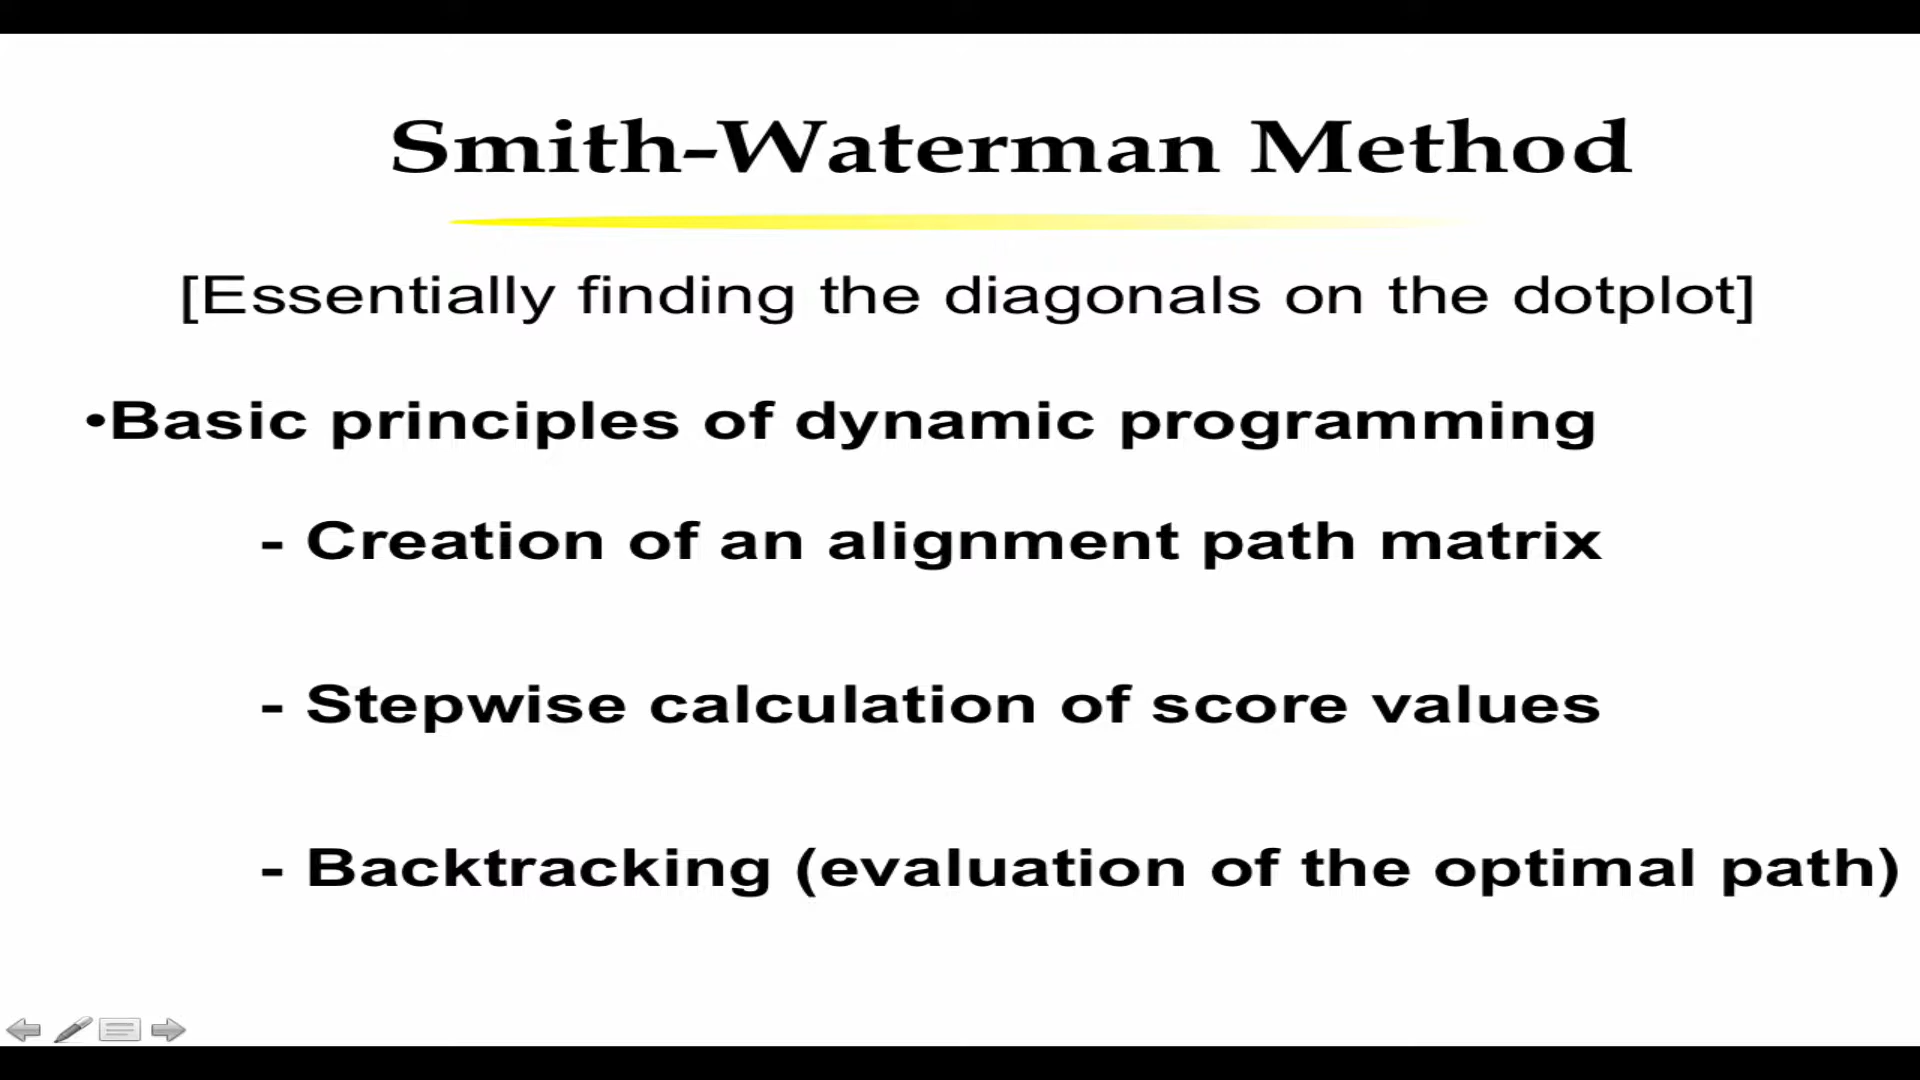 Smith-Waterman Method
[Essentially finding the diagonals on the dotplot]
•Basic principles of dynamic programming
- Creation of an alignment path matrix
- Stepwise calculation of score values
- Backtracking (evaluation of the optimal path)